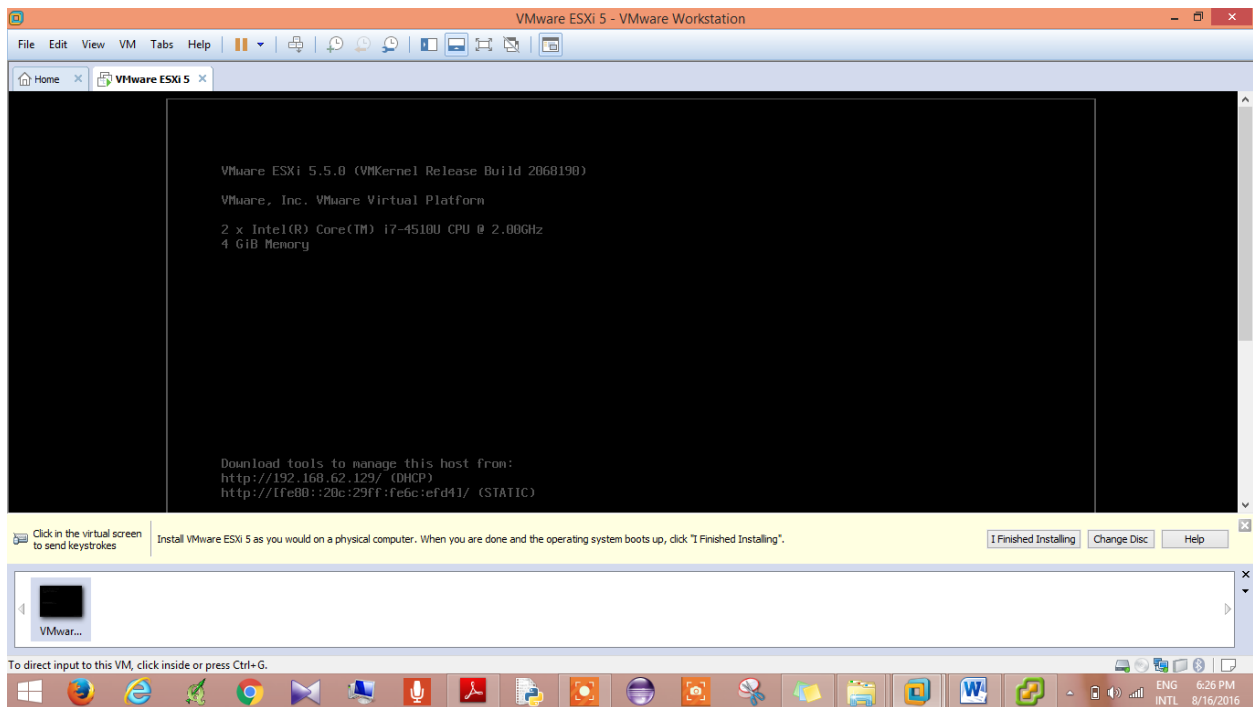 VMware ESXi 5 - VMware Workstation
File Edit View VM Tabs Help
Home
VMware ESXi 5
VMware ESXi 5.5.0 (VMKernel Release Build 2068190)
VMware, Inc. VMware Virtual Platform
2 x Intel(R) Core(TM) i7-4510U CPU @ 2.00GHz
4 GiB Memory
Download tools to manage this host from:
http://192.168.62.129/ (DHCP)
http://[fe80::20c:29ff:fe6c:efd4]/ (STATIC)
Click in the virtual screen
to send keystrokes
Install VMware ESXi 5 as you would on a physical computer. When you are done and the operating system boots up, click "I Finished Installing".
I Finished Installing
Change Disc
Help
VMwar...
To direct input to this VM, click inside or press Ctrl+G.
ENG 6:26 PM
INTL 8/16/2016